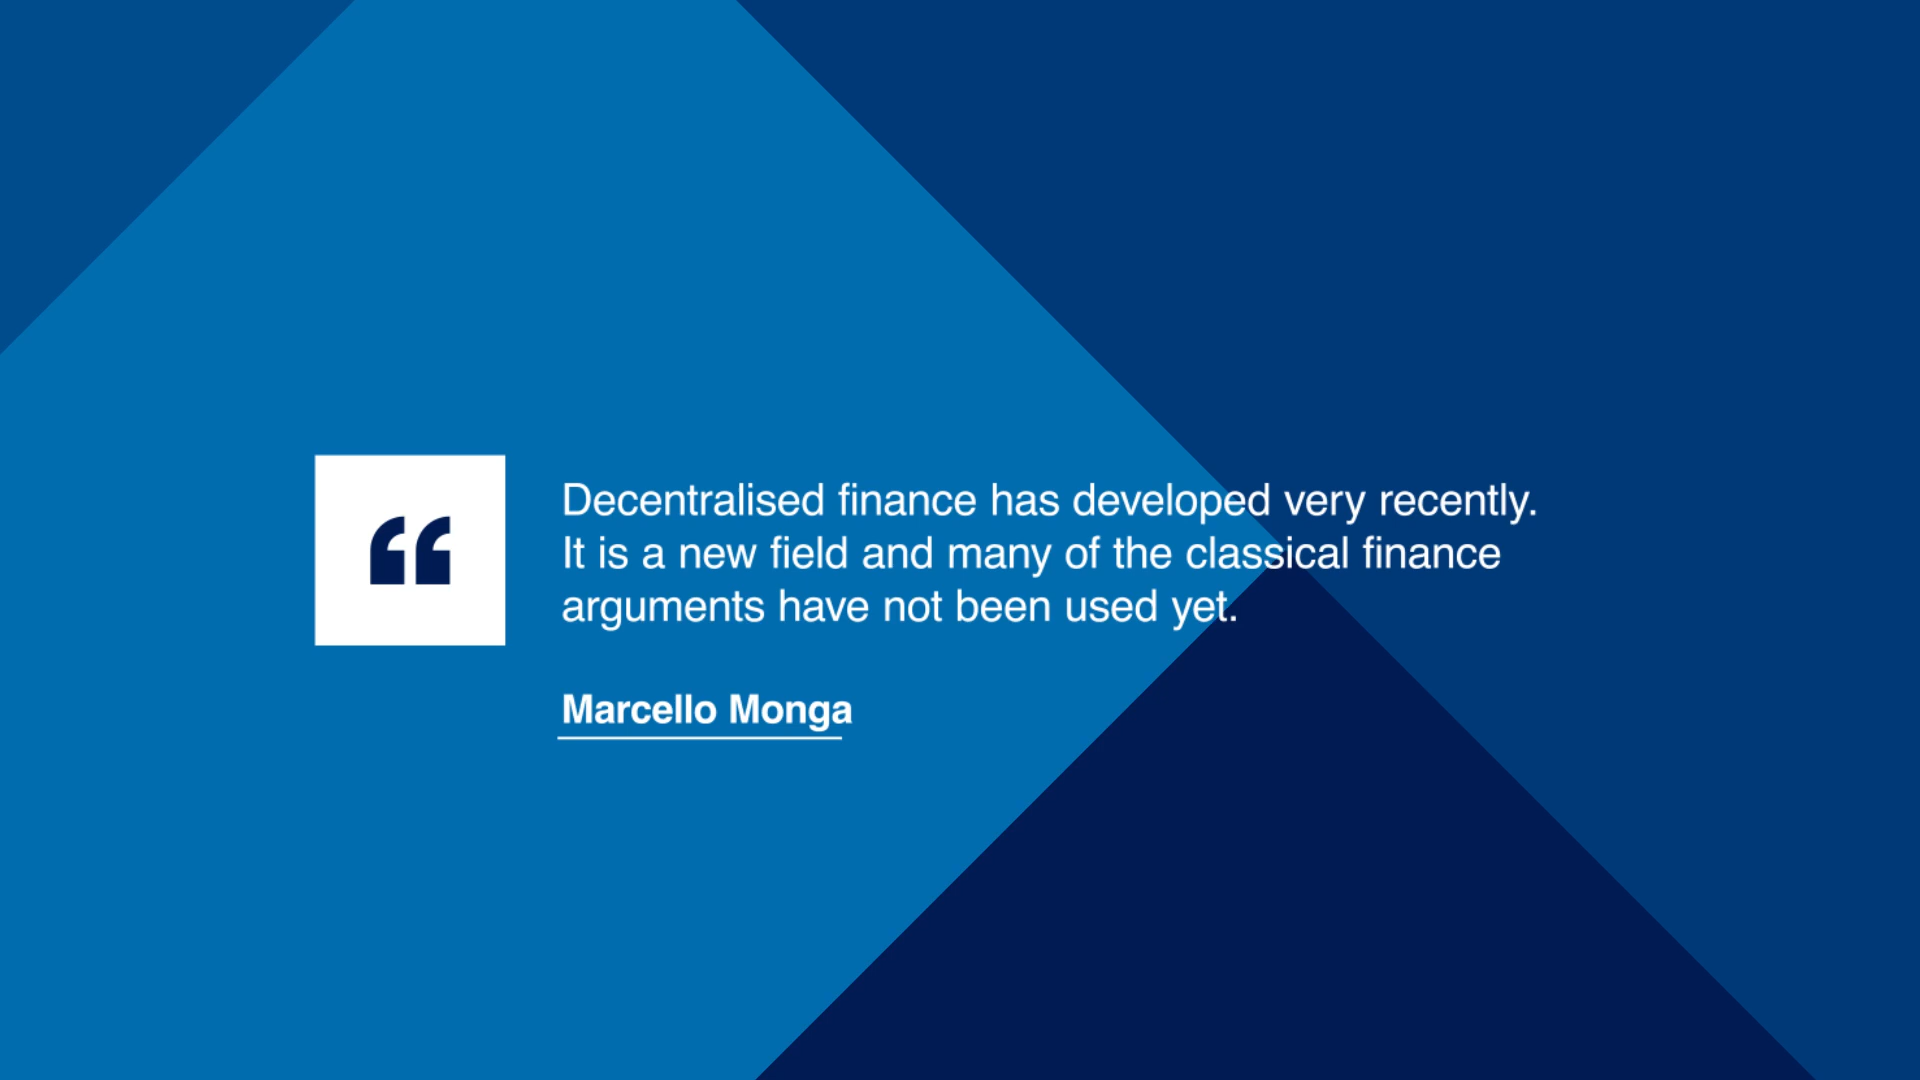 “
Decentralised finance has developed very recently.
It is a new field and many of the classical finance
arguments have not been used yet.
Marcello Monga